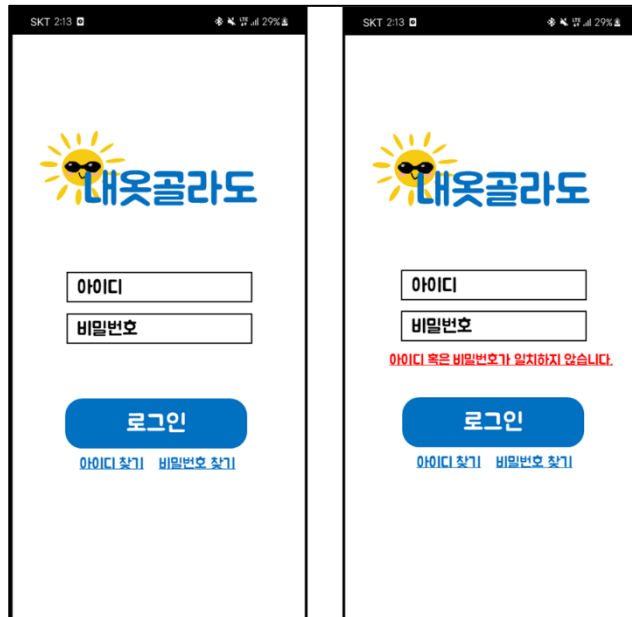 SKT 2:13
29%
내옷골라도
아이디
비밀번호
로그인
아이디 찾기 비밀번호 찾기
SKT 2:13
29%
내옷골라도
아이디
비밀번호
아이디 혹은 비밀번호가 일치하지 않습니다.
로그인
아이디 찾기 비밀번호 찾기